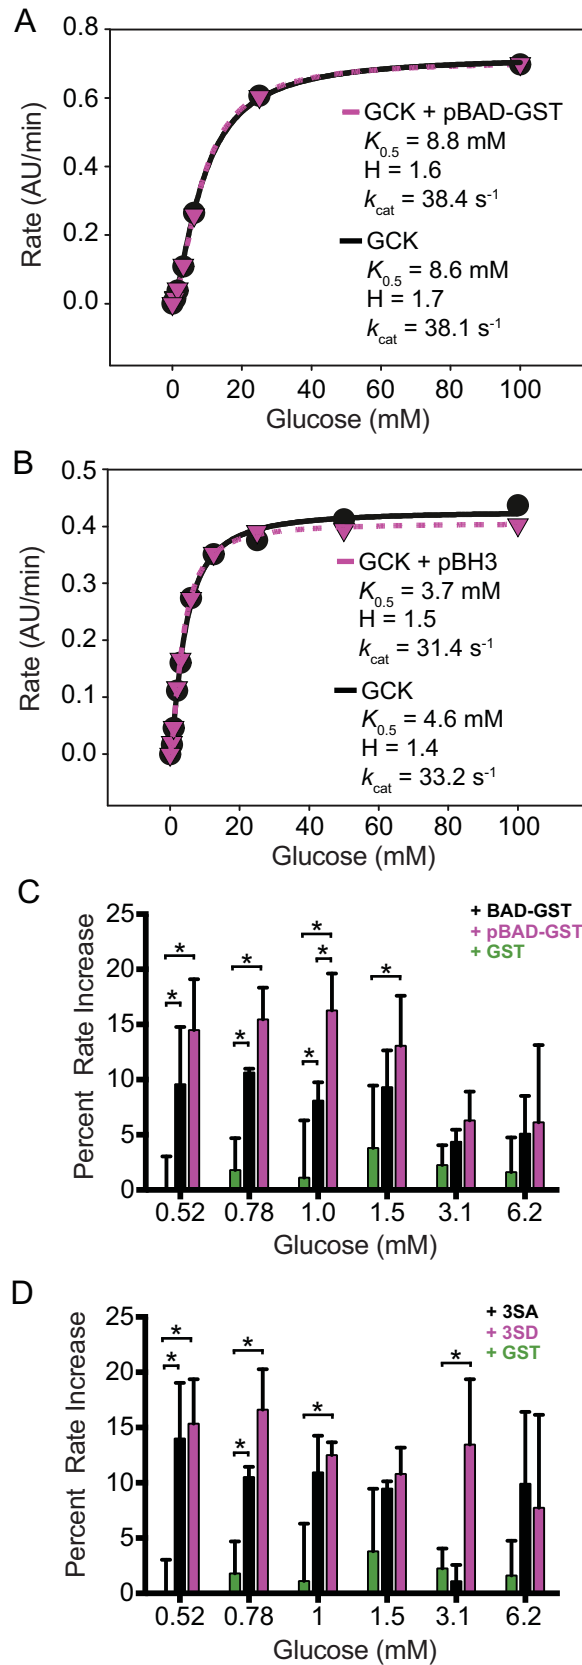 A
0.8
0.6
0.4
0.2
0.0
Rate (AU/min)
GCK + pBAD-GST
K0.5 = 8.8 mM
H = 1.6
kcat = 38.4 s-1
GCK
K0.5 = 8.6 mM
H = 1.7
kcat = 38.1 s-1
0 20 40 60 80 100
Glucose (mM)
B
0.5
0.4
0.3
0.2
0.1
0.0
Rate (AU/min)
GCK + pBH3
K0.5 = 3.7 mM
H = 1.5
kcat = 31.4 s-1
GCK
K0.5 = 4.6 mM
H = 1.4
kcat = 33.2 s-1
0 20 40 60 80 100
Glucose (mM)
C
25
20
15
10
5
0
Percent Rate Increase
+ BAD-GST
+ pBAD-GST
+ GST
* * * * * * * *
0.52 0.78 1.0 1.5 3.1 6.2
Glucose (mM)
D
25
20
15
10
5
0
Percent Rate Increase
+ 3SA
+ 3SD
+ GST
* * * * * *
0.52 0.78 1 1.5 3.1 6.2
Glucose (mM)